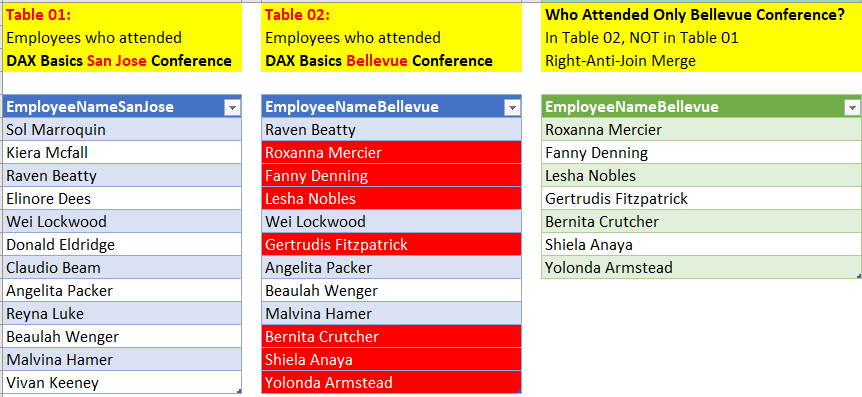 Table 01:
Employees who attended
DAX Basics San Jose Conference
Table 02:
Employees who attended
DAX Basics Bellevue Conference
Who Attended Only Bellevue Conference?
In Table 02, NOT in Table 01
Right-Anti-Join Merge
EmployeeNameSanJose
Sol Marroquin
Kiera Mcfall
Raven Beatty
Elinore Dees
Wei Lockwood
Donald Eldridge
Claudio Beam
Angelita Packer
Reyna Luke
Beaulah Wenger
Malvina Hamer
Vivan Keeney
EmployeeNameBellevue
Raven Beatty
Roxanna Mercier
Fanny Denning
Lesha Nobles
Wei Lockwood
Gertrudis Fitzpatrick
Angelita Packer
Beaulah Wenger
Malvina Hamer
Bernita Crutcher
Shiela Anaya
Yolonda Armstead
EmployeeNameBellevue
Roxanna Mercier
Fanny Denning
Lesha Nobles
Gertrudis Fitzpatrick
Bernita Crutcher
Shiela Anaya
Yolonda Armstead